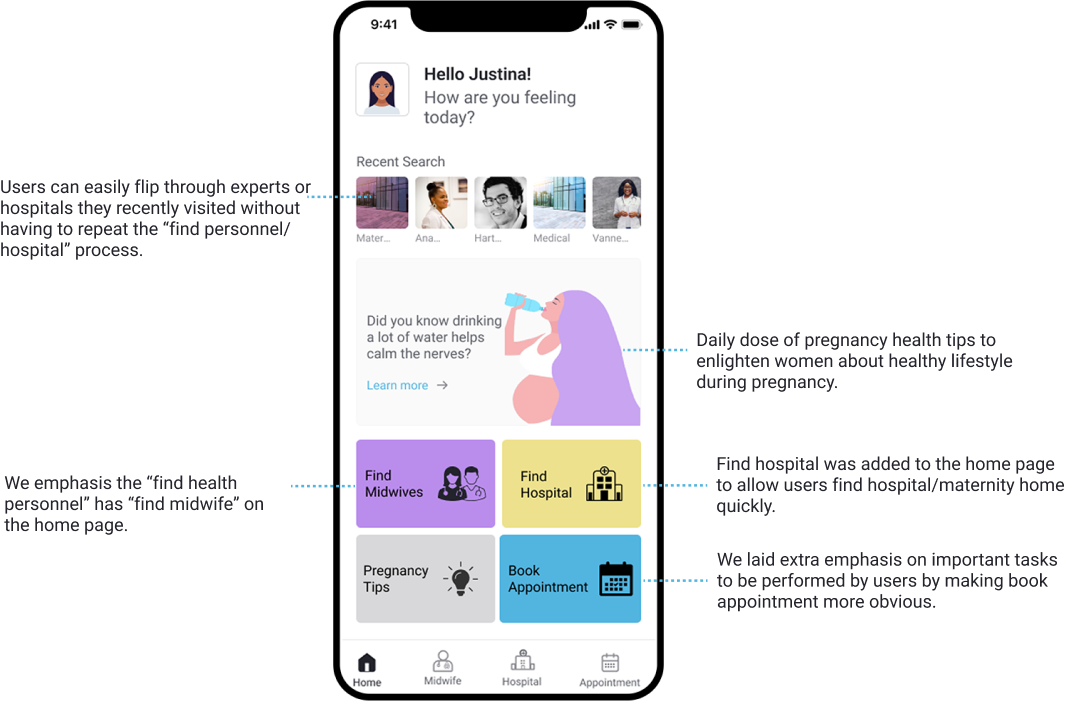 9:41
Hello Justina!
How are you feeling
today?
Recent Search
Mater...
Ana...
Hart...
Medical
Vanne...
Users can easily flip through experts or
hospitals they recently visited without
having to repeat the “find personnel/
hospital” process.
Did you know drinking
a lot of water helps
calm the nerves?
Learn more →
Daily dose of pregnancy health tips to
enlighten women about healthy lifestyle
during pregnancy.
We emphasis the “find health
personnel” has “find midwife” on
the home page.
Find
Midwives
Find
Hospital
Find hospital was added to the home page
to allow users find hospital/maternity home
quickly.
Pregnancy
Tips
Book
Appointment
We laid extra emphasis on important tasks
to be performed by users by making book
appointment more obvious.
Home
Midwife
Hospital
Appointment